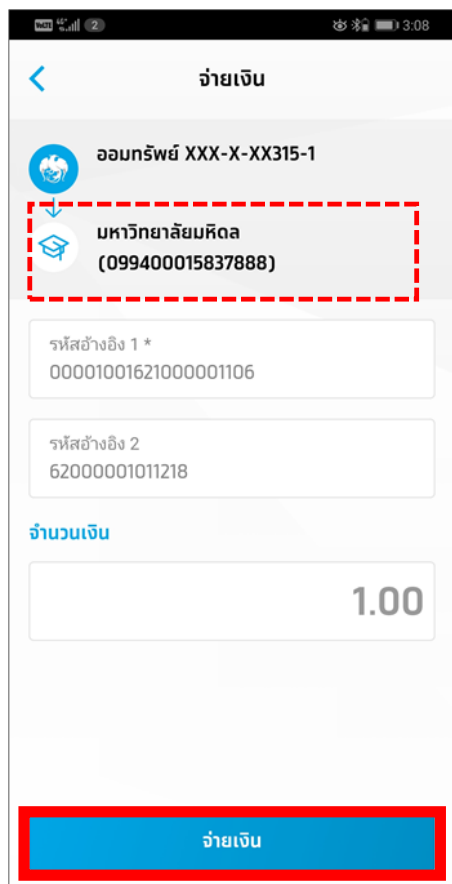 VoLTE 2 3:08
จ่ายเงิน
ออมทรัพย์ XXX-X-XX315-1
มหาวิทยาลัยมหิดล
(099400015837888)
รหัสอ้างอิง 1 *
00001001621000001106
รหัสอ้างอิง 2
62000001011218
จำนวนเงิน
1.00
จ่ายเงิน